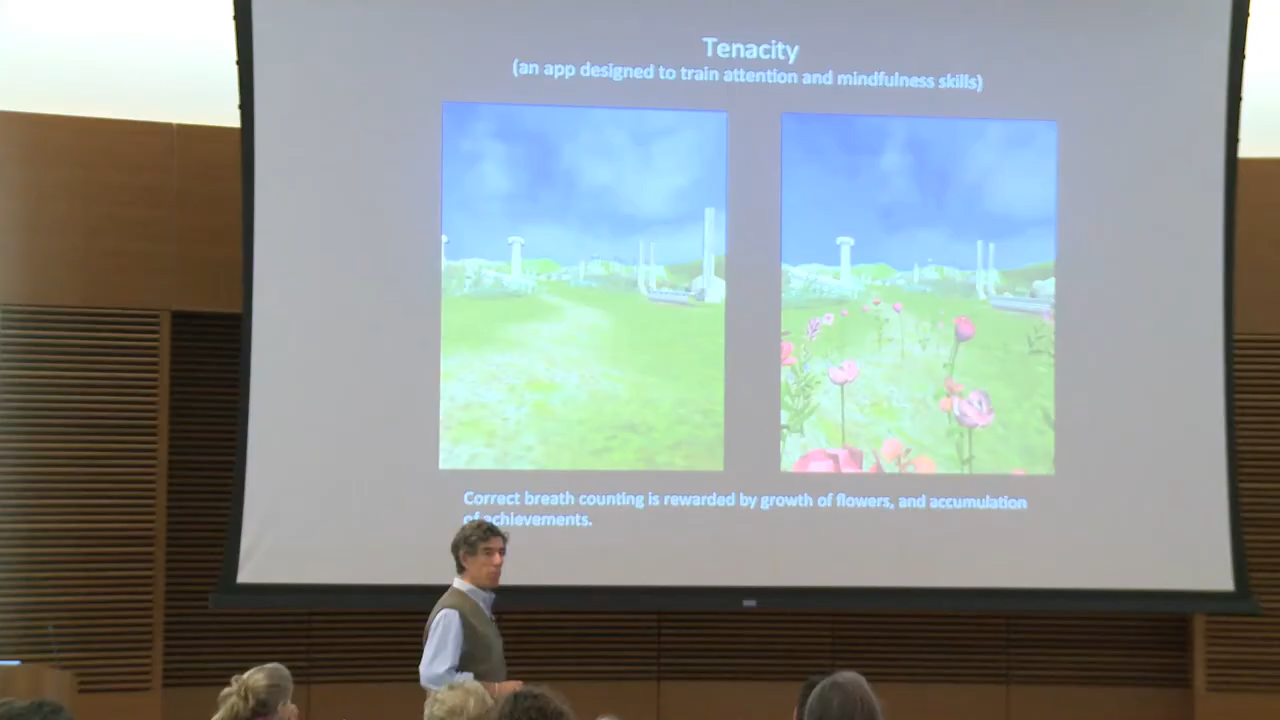 Tenacity
(an app designed to train attention and mindfulness skills)
Correct breath counting is rewarded by growth of flowers, and accumulation
of achievements.